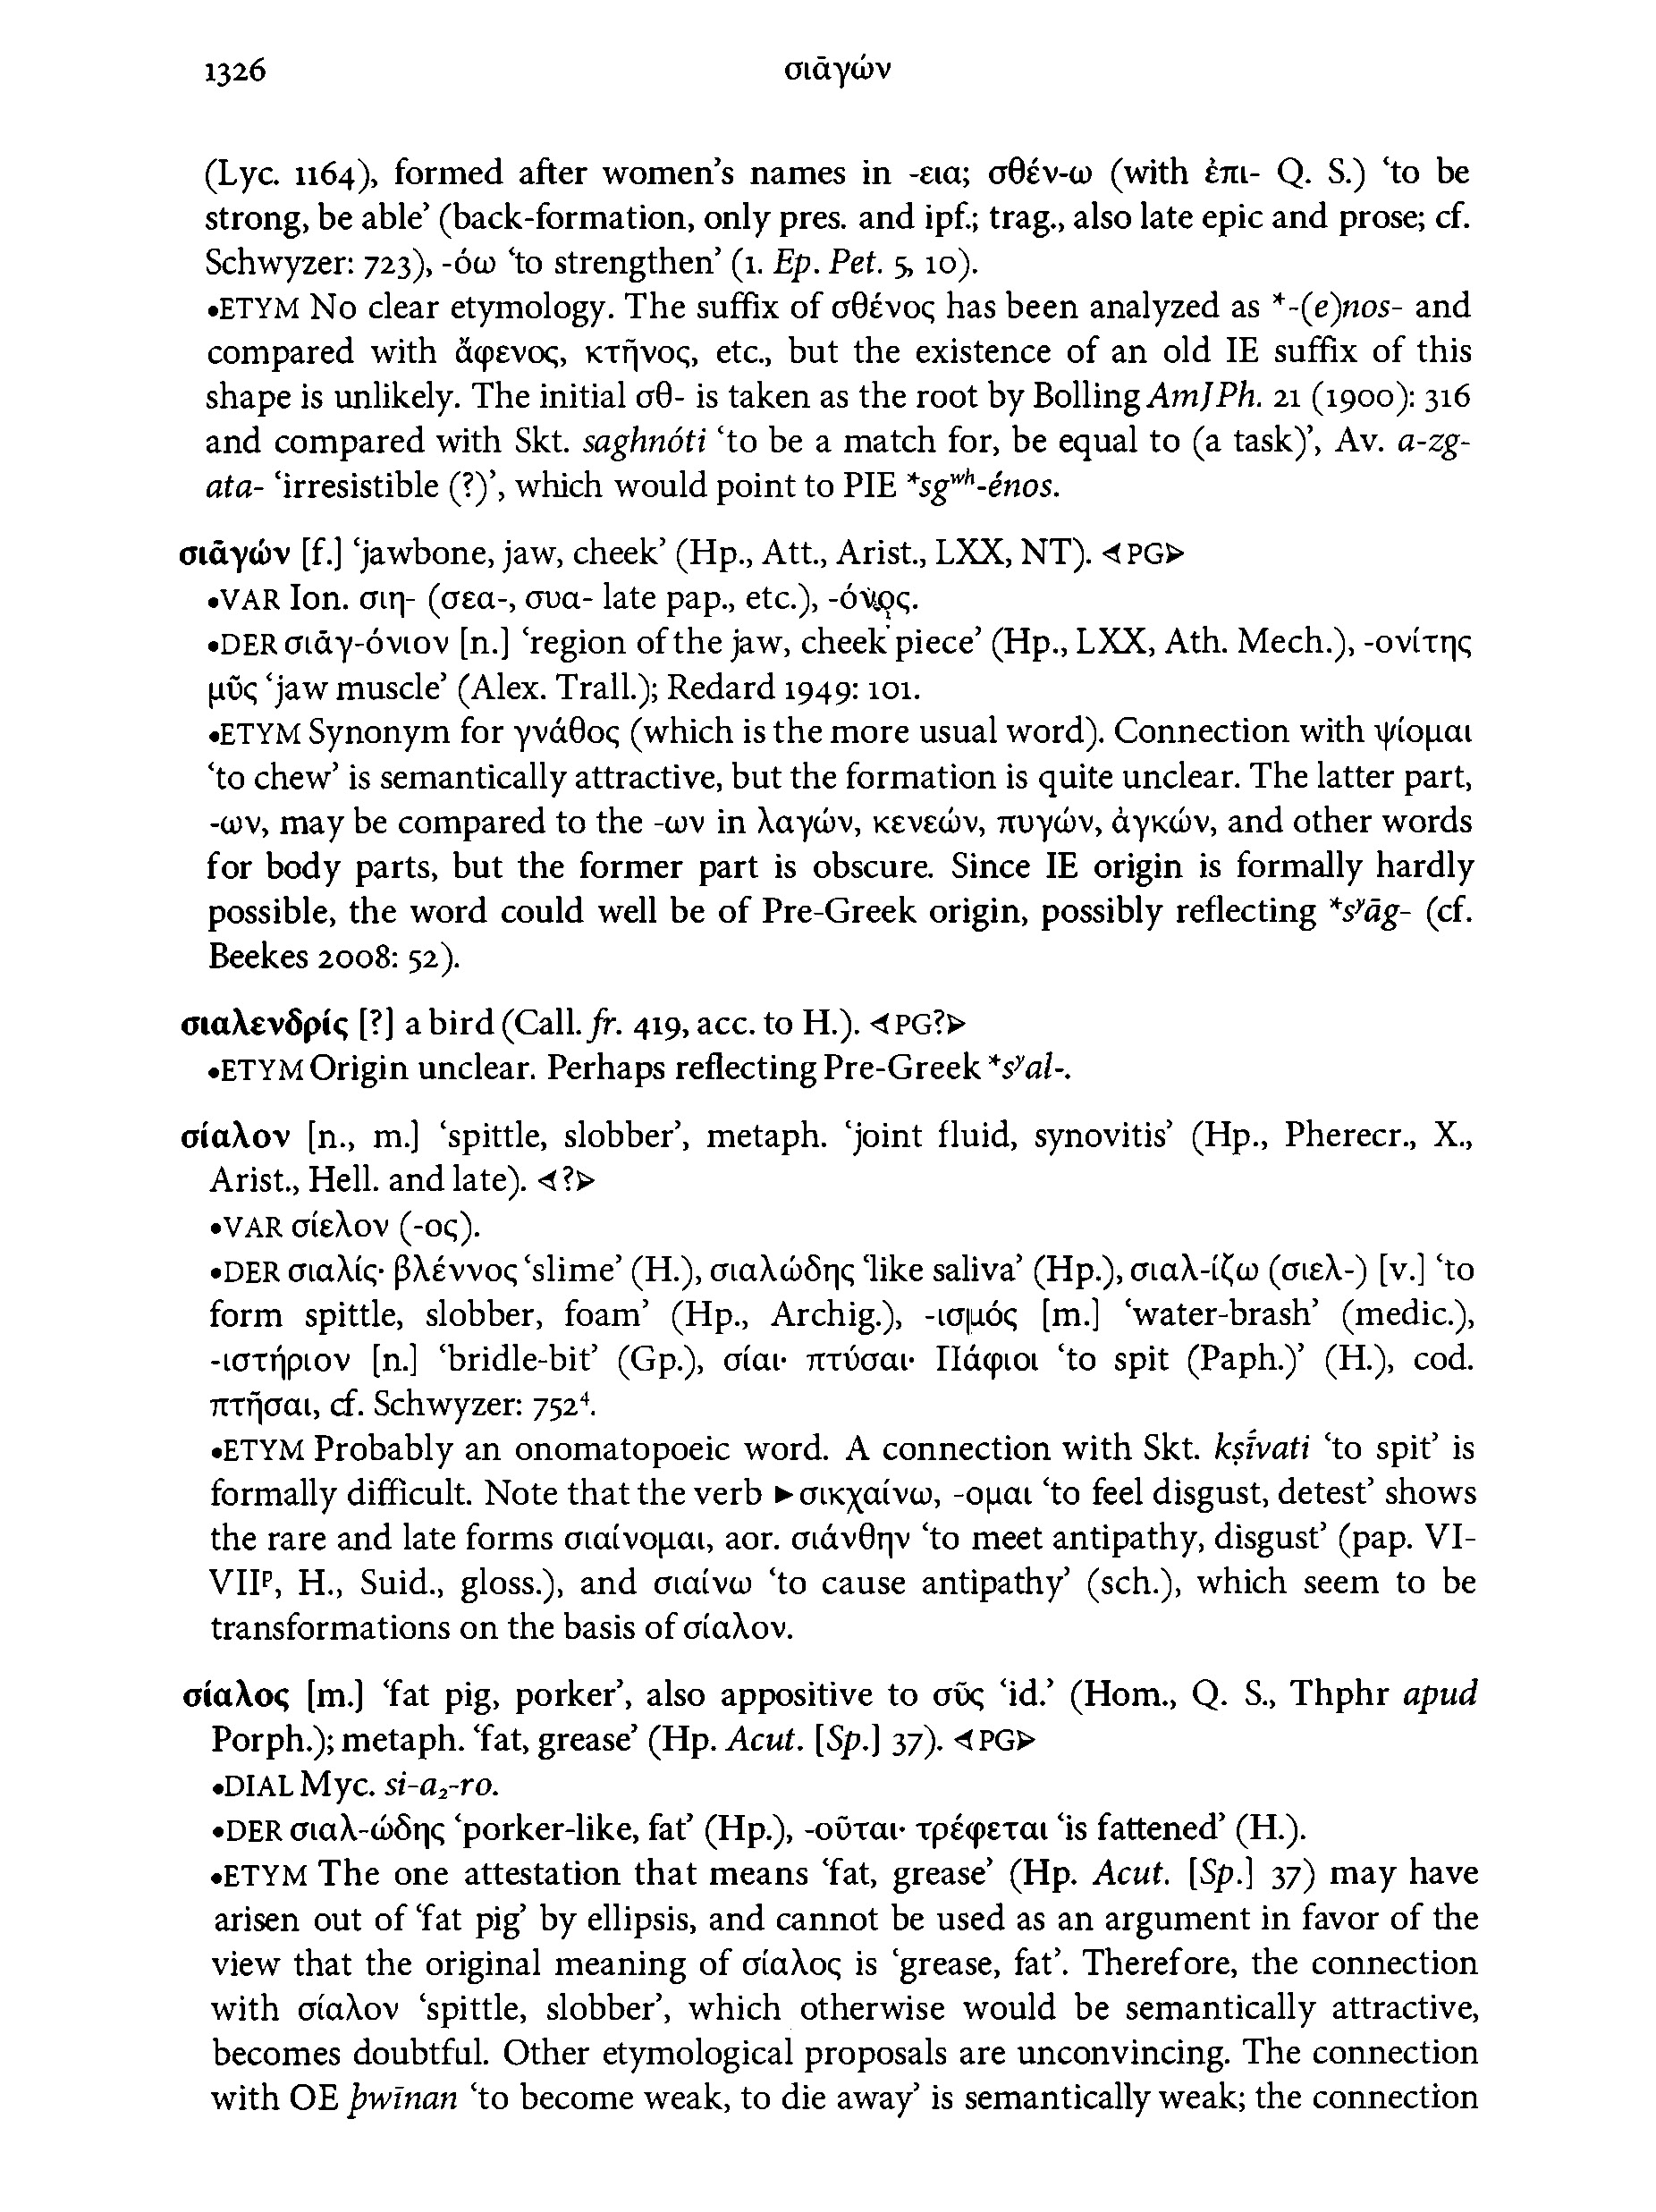 1326 σιᾱγών
(Lyc. 1164), formed after women’s names in -εια; σθέν-ω (with ἐπι- Q. S.) ‘to be
strong, be able’ (back-formation, only pres. and ipf.; trag., also late epic and prose; cf.
Schwyzer: 723), -όω ‘to strengthen’ (1. Ep. Pet. 5, 10).
•ETYM No clear etymology. The suffix of σθένος has been analyzed as *-(e)nos- and
compared with ἄφενος, κτῆνος, etc., but the existence of an old IE suffix of this
shape is unlikely. The initial σθ- is taken as the root by Bolling AmJPh. 21 (1900): 316
and compared with Skt. saghnóti ‘to be a match for, be equal to (a task)’, Av. a-zg-
ata- ‘irresistible (?)’, which would point to PIE *sgʷʰ-énos.
σιᾱγών [f.] ‘jawbone, jaw, cheek’ (Hp., Att., Arist., LXX, NT). ◁PG▷
•VAR Ion. σιη- (σεα-, συα- late pap., etc.), -όνος.
•DER σιᾱγ-όνιον [n.] ‘region of the jaw, cheek piece’ (Hp., LXX, Ath. Mech.), -ονίτης
μῦς ‘jaw muscle’ (Alex. Trall.); Redard 1949: 101.
•ETYM Synonym for γνάθος (which is the more usual word). Connection with ψίομαι
‘to chew’ is semantically attractive, but the formation is quite unclear. The latter part,
-ων, may be compared to the -ων in λαγών, κενεών, πυγών, ἀγκών, and other words
for body parts, but the former part is obscure. Since IE origin is formally hardly
possible, the word could well be of Pre-Greek origin, possibly reflecting *sʸāg- (cf.
Beekes 2008: 52).
σιαλενδρίς [?] a bird (Call. fr. 419, acc. to H.). ◁PG?▷
•ETYM Origin unclear. Perhaps reflecting Pre-Greek *sʸal-.
σίαλον [n., m.] ‘spittle, slobber’, metaph. ‘joint fluid, synovitis’ (Hp., Pherecr., X.,
Arist., Hell. and late). ◁?▷
•VAR σίελον (-ος).
•DER σιαλίς· βλέννος ‘slime’ (H.), σιαλώδης ‘like saliva’ (Hp.), σιαλ-ίζω (σιελ-) [v.] ‘to
form spittle, slobber, foam’ (Hp., Archig.), -ισμός [m.] ‘water-brash’ (medic.),
-ιστήριον [n.] ‘bridle-bit’ (Gp.), σίαι· πτύσαι· Πάφιοι ‘to spit (Paph.)’ (H.), cod.
πτῆσαι, cf. Schwyzer: 752⁴.
•ETYM Probably an onomatopoeic word. A connection with Skt. kṣī́vati ‘to spit’ is
formally difficult. Note that the verb ►σικχαίνω, -ομαι ‘to feel disgust, detest’ shows
the rare and late forms σιαίνομαι, aor. σιάνθην ‘to meet antipathy, disgust’ (pap. VI-
VIIᵖ, H., Suid., gloss.), and σιαίνω ‘to cause antipathy’ (sch.), which seem to be
transformations on the basis of σίαλον.
σίαλος [m.] ‘fat pig, porker’, also appositive to σῦς ‘id.’ (Hom., Q. S., Thphr apud
Porph.); metaph. ‘fat, grease’ (Hp. Acut. [Sp.] 37). ◁PG▷
•DIAL Myc. si-a₂-ro.
•DER σιαλ-ώδης ‘porker-like, fat’ (Hp.), -οῦται· τρέφεται ‘is fattened’ (H.).
•ETYM The one attestation that means ‘fat, grease’ (Hp. Acut. [Sp.] 37) may have
arisen out of ‘fat pig’ by ellipsis, and cannot be used as an argument in favor of the
view that the original meaning of σίαλος is ‘grease, fat’. Therefore, the connection
with σίαλον ‘spittle, slobber’, which otherwise would be semantically attractive,
becomes doubtful. Other etymological proposals are unconvincing. The connection
with OE þwīnan ‘to become weak, to die away’ is semantically weak; the connection